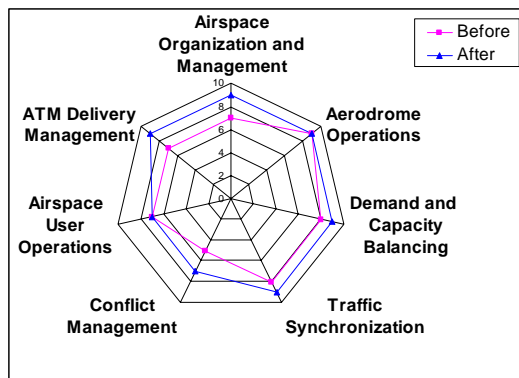 Airspace
Organization and
Management
Before
After
10
8
6
4
2
0
ATM Delivery
Management
Aerodrome
Operations
Airspace
User
Operations
Demand and
Capacity
Balancing
Conflict
Management
Traffic
Synchronization